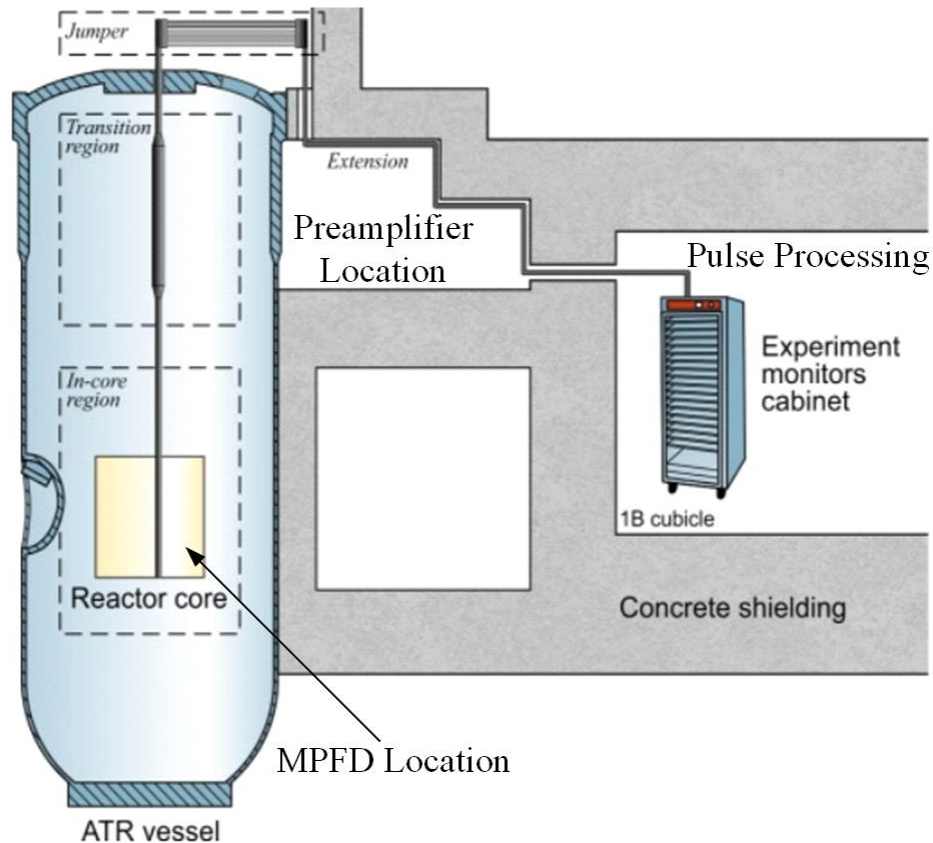 Jumper
Transition
region
Extension
Preamplifier
Location
Pulse Processing
In-core
region
Experiment
monitors
cabinet
1B cubicle
Reactor core
Concrete shielding
MPFD Location
ATR vessel